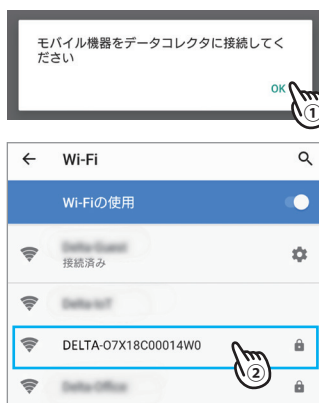 モバイル機器をデータコレクタに接続してく
ださい
OK
①
Wi-Fi
Wi-Fiの使用
接続済み
DELTA-O7X18C00014W0
②